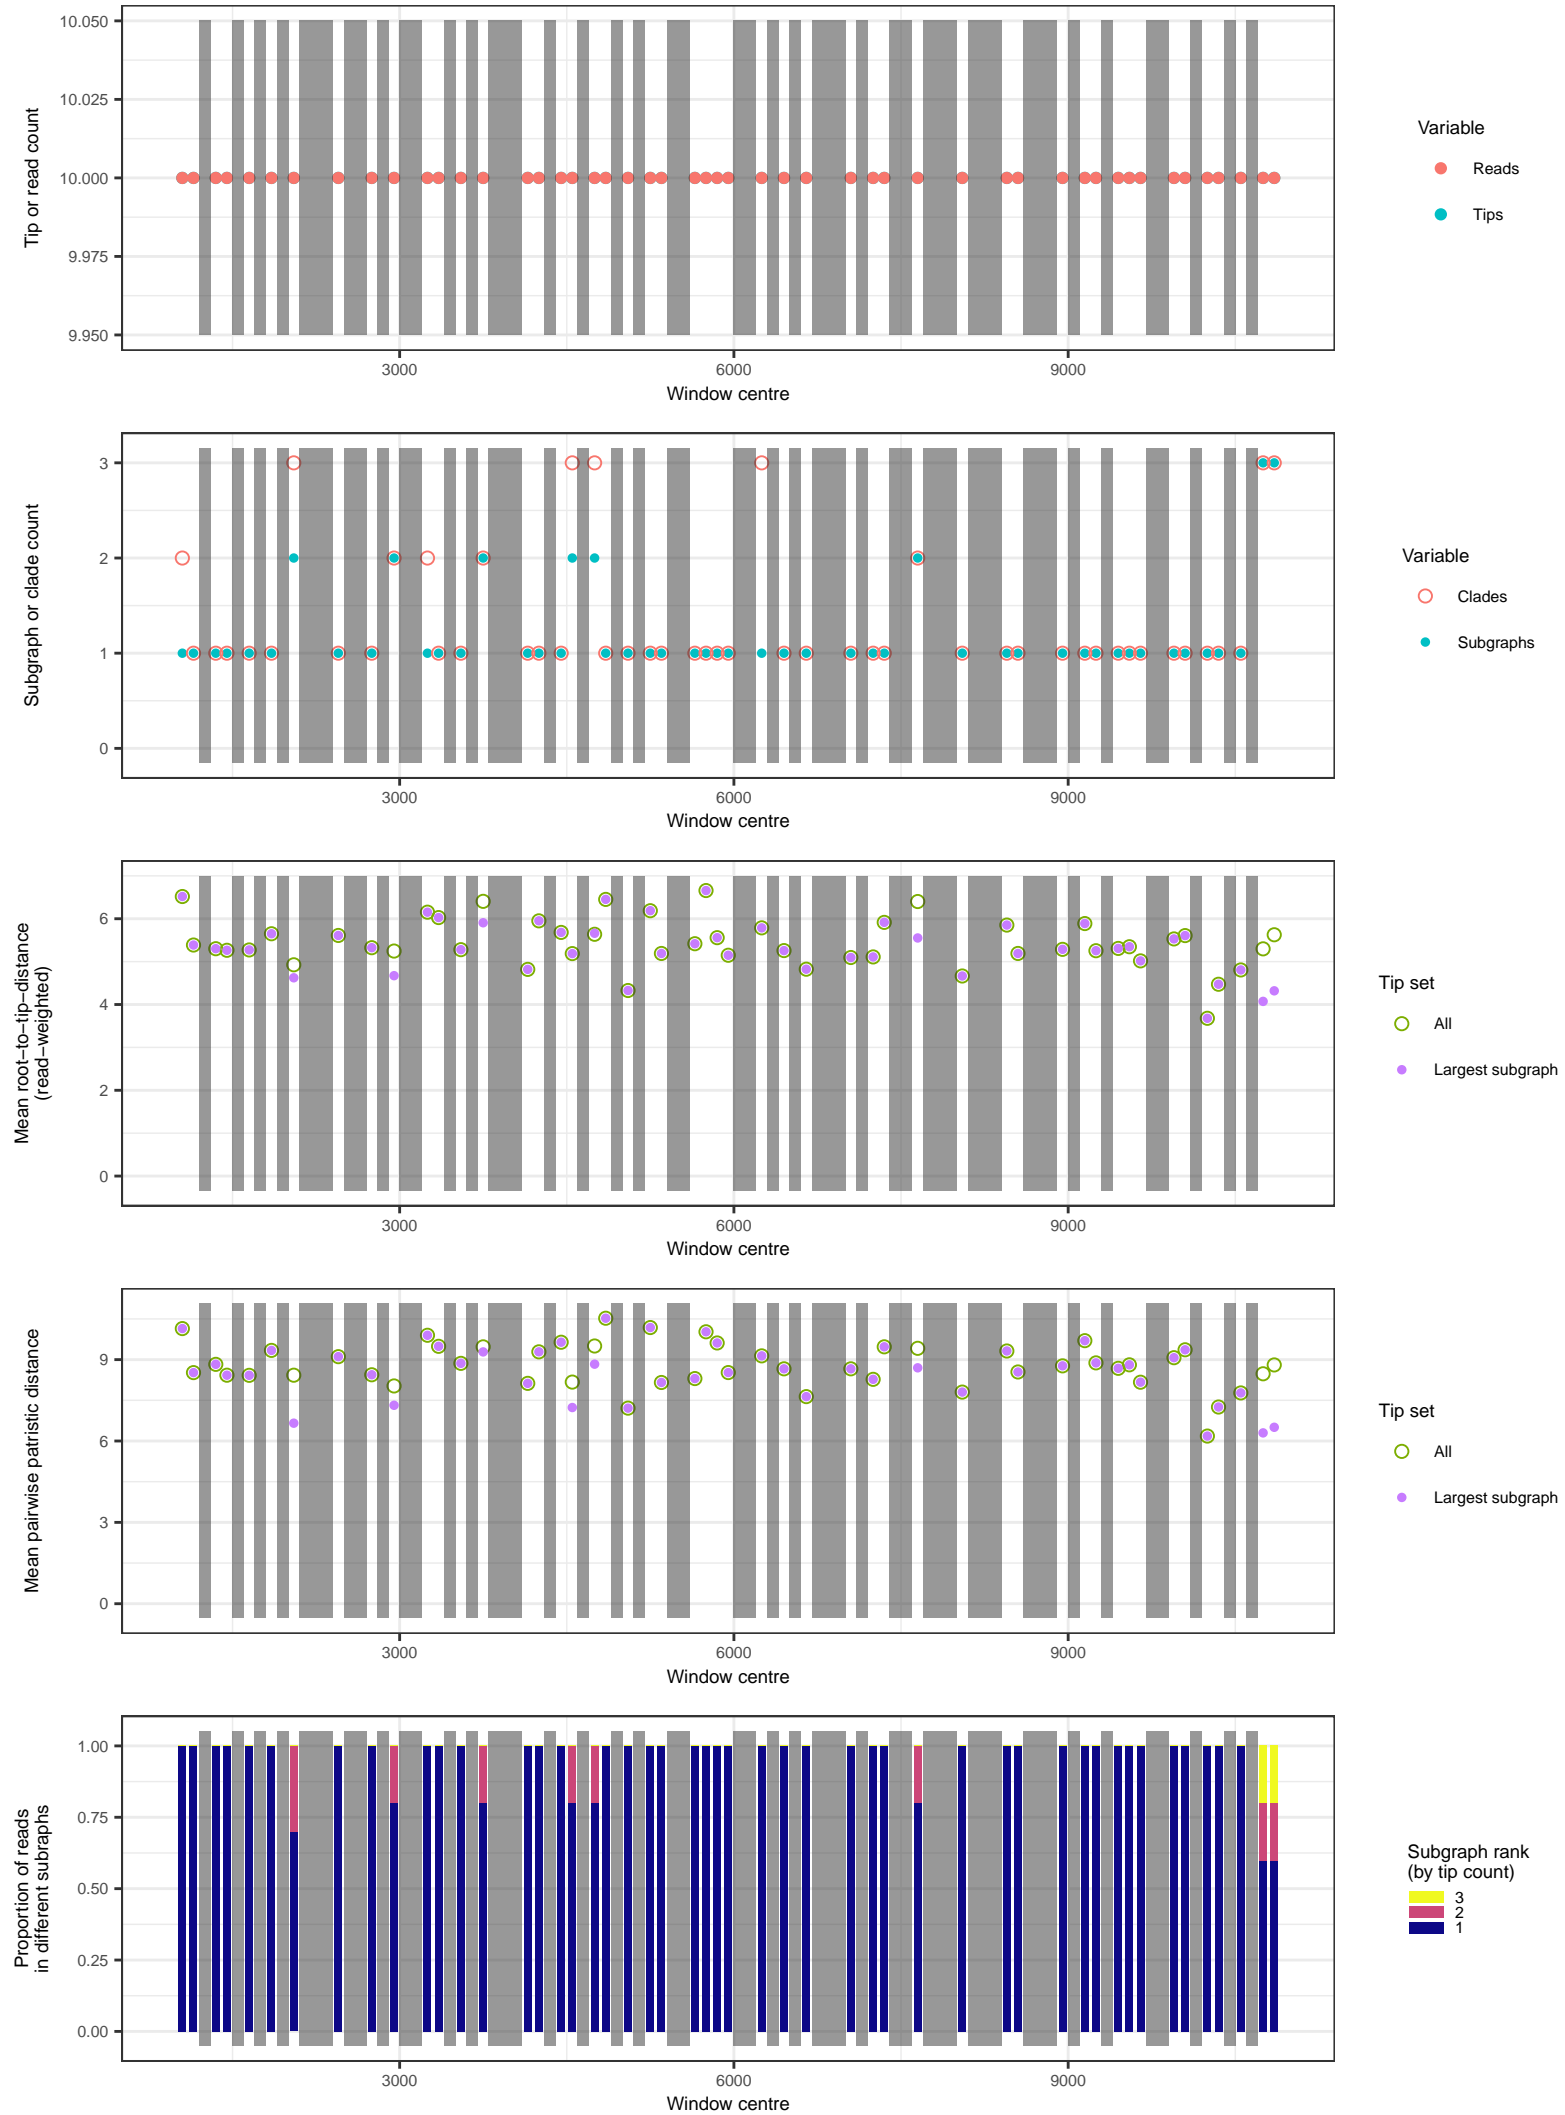 10.050
10.025
10.000
9.975
9.950
Tip or read count
3000
6000
9000
Window centre
Variable
Reads
Tips
3
2
1
0
Subgraph or clade count
3000
6000
9000
Window centre
Variable
Clades
Subgraphs
6
4
2
0
Mean root−to−tip−distance
(read−weighted)
3000
6000
9000
Window centre
Tip set
All
Largest subgraph
9
6
3
0
Mean pairwise patristic distance
3000
6000
9000
Window centre
Tip set
All
Largest subgraph
1.00
0.75
0.50
0.25
0.00
Proportion of reads
in different subraphs
3000
6000
9000
Window centre
Subgraph rank
(by tip count)
3
2
1